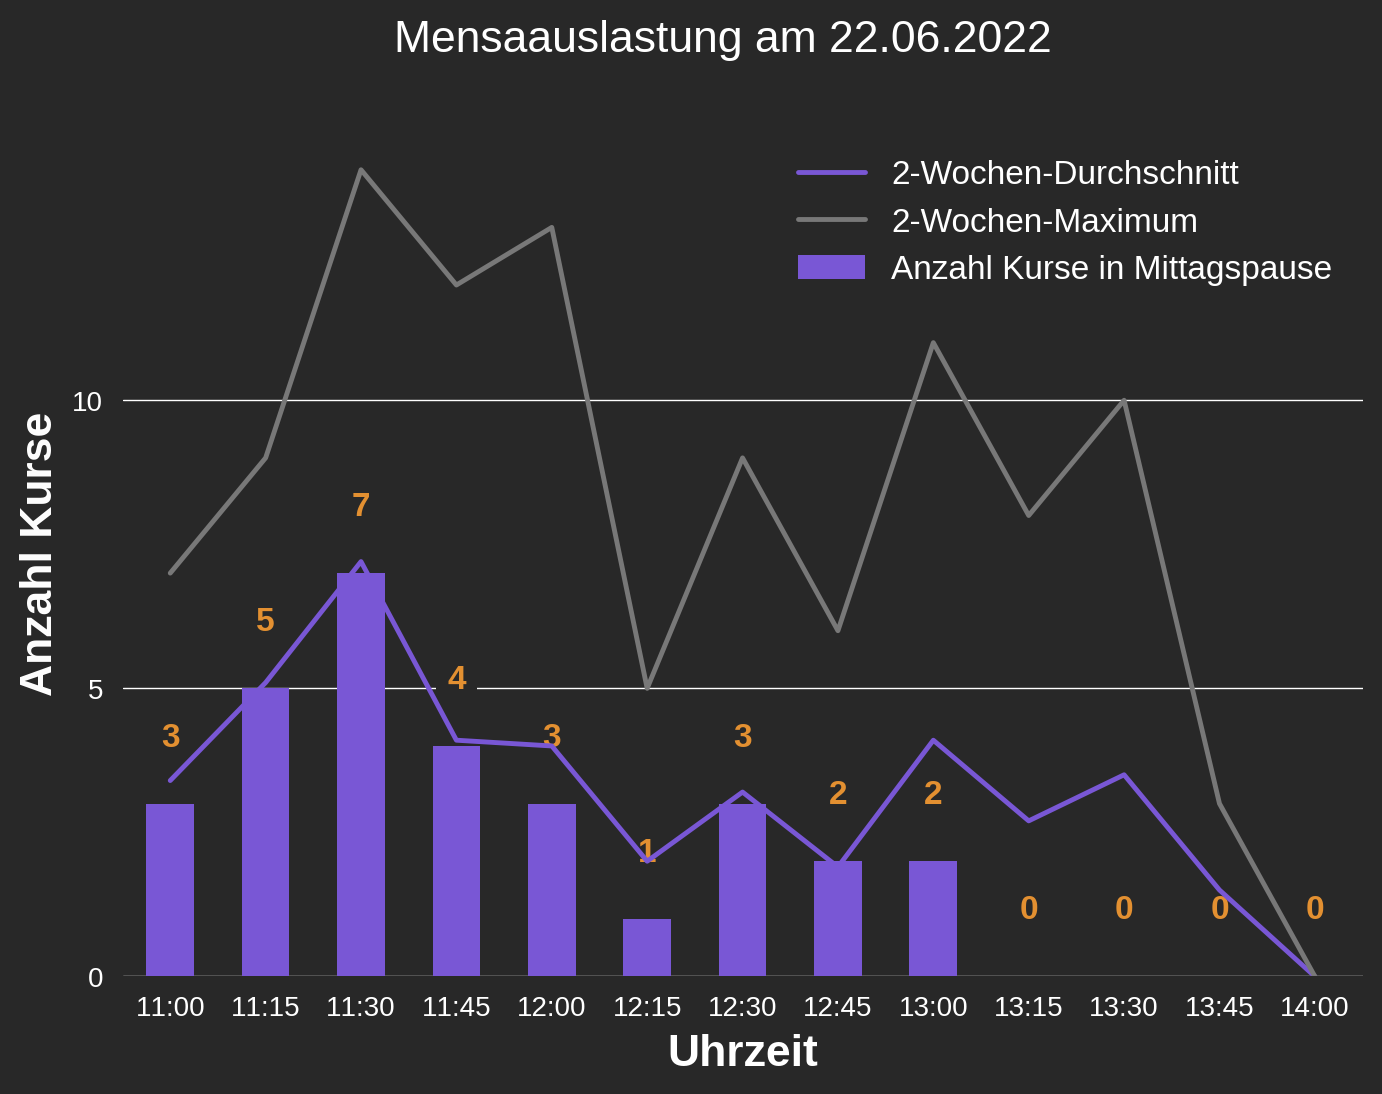 Mensaauslastung am 22.06.2022
2-Wochen-Durchschnitt
2-Wochen-Maximum
Anzahl Kurse in Mittagspause
Anzahl Kurse
10
5
0
3
5
7
4
3
1
3
2
2
0
0
0
0
11:00 11:15 11:30 11:45 12:00 12:15 12:30 12:45 13:00 13:15 13:30 13:45 14:00
Uhrzeit